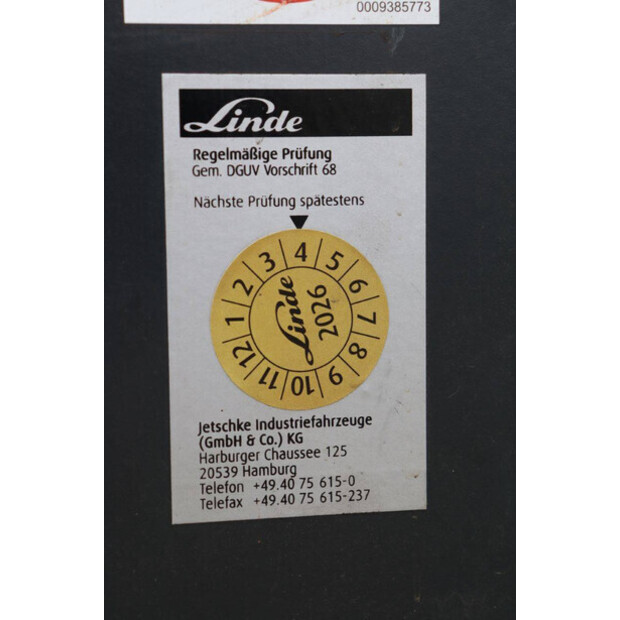 0009385773
Linde
Regelmäßige Prüfung
Gem. DGUV Vorschrift 68
Nächste Prüfung spätestens
1 2 3 4 5 6 7 8 9 10 11 12
Linde
2026
Jetschke Industriefahrzeuge
(GmbH & Co.) KG
Harburger Chaussee 125
20539 Hamburg
Telefon +49.40 75 615-0
Telefax +49.40 75 615-237